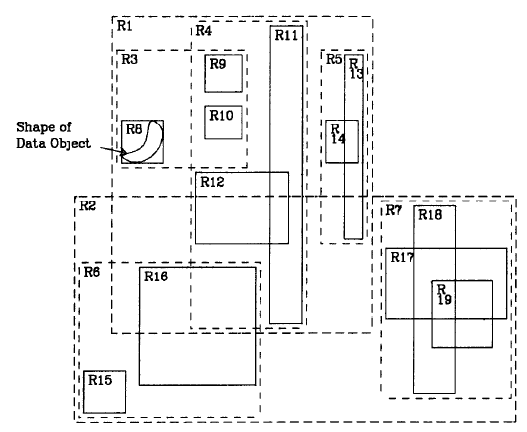 R1
R4
R11
R3
R9
R5
R
13
R10
R8
R
14
Shape of
Data Object
R12
R2
R7
R18
R17
R6
R16
R
19
R15